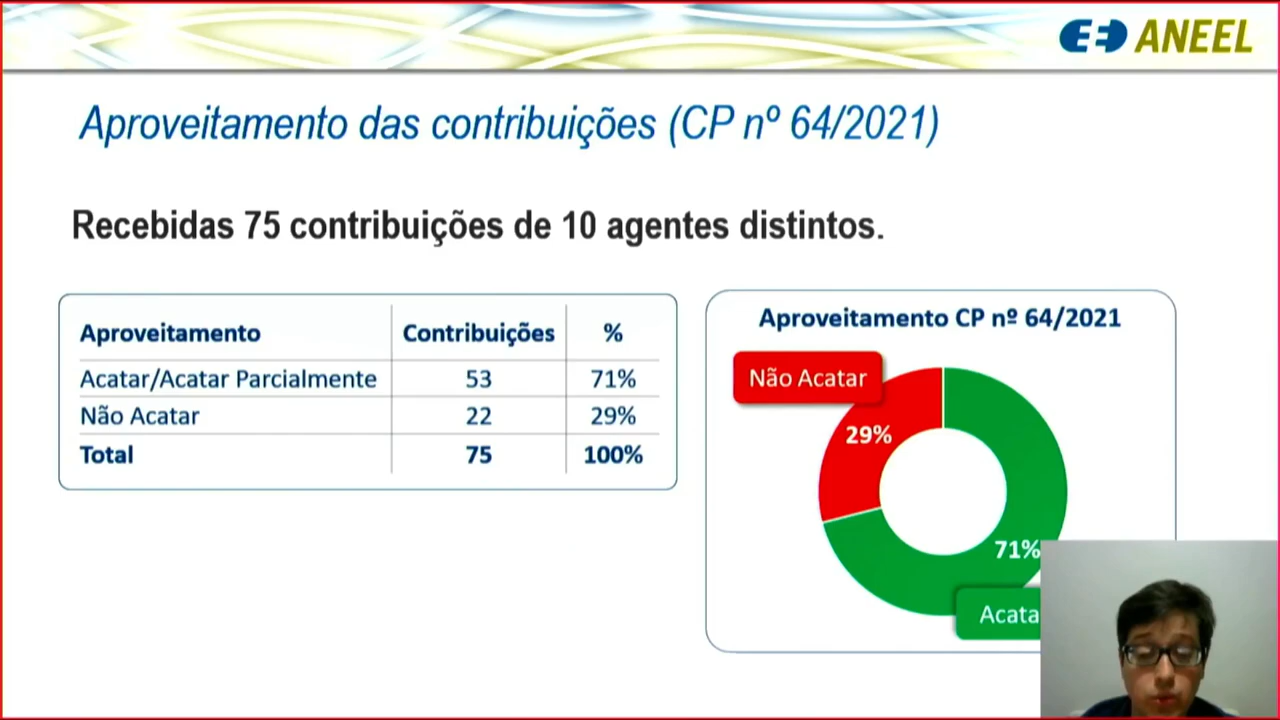 ANEEL
Aproveitamento das contribuições (CP nº 64/2021)
Recebidas 75 contribuições de 10 agentes distintos.
Aproveitamento Contribuições %
Acatar/Acatar Parcialmente 53 71%
Não Acatar 22 29%
Total 75 100%
Aproveitamento CP nº 64/2021
Não Acatar
29%
71%